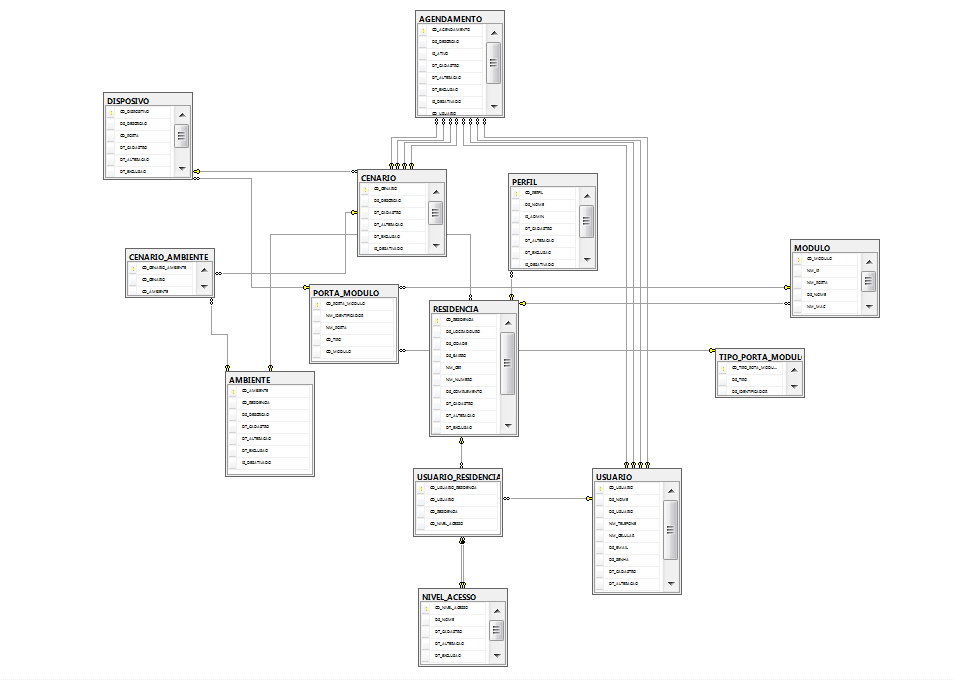 AGENDAMENTO
CD_AGENDAMENTO
DS_DESCRICAO
IS_ATIVO
DT_CADASTRO
DT_ALTERACAO
DT_EXCLUSAO
IS_DESATIVADO
CD_USUARIO
DISPOSIVO
CD_DISPOSITIVO
DS_DESCRICAO
CD_PORTA
DT_CADASTRO
DT_ALTERACAO
DT_EXCLUSAO
CENARIO
CD_CENARIO
DS_DESCRICAO
DT_CADASTRO
DT_ALTERACAO
DT_EXCLUSAO
IS_DESATIVADO
PERFIL
CD_PERFIL
DS_NOME
IS_ADMIN
DT_CADASTRO
DT_ALTERACAO
DT_EXCLUSAO
IS_DESATIVADO
CENARIO_AMBIENTE
CD_CENARIO_AMBIENTE
CD_CENARIO
CD_AMBIENTE
MODULO
CD_MODULO
NM_IP
NM_PORTA
DS_NOME
NM_MAC
PORTA_MODULO
CD_PORTA_MODULO
NM_IDENTIFICADOR
NM_PORTA
CD_TIPO
CD_MODULO
RESIDENCIA
CD_RESIDENCIA
DS_LOGRADOURO
DS_CIDADE
DS_BAIRRO
NM_CEP
NM_NUMERO
DS_COMPLEMENTO
DT_CADASTRO
DT_ALTERACAO
DT_EXCLUSAO
TIPO_PORTA_MODUL
CD_TIPO_PORTA_MODU...
DS_TIPO
DS_IDENTIFICADOR
AMBIENTE
CD_AMBIENTE
CD_RESIDENCIA
DS_DESCRICAO
DT_CADASTRO
DT_ALTERACAO
DT_EXCLUSAO
IS_DESATIVADO
USUARIO_RESIDENCIA
CD_USUARIO_RESIDENCIA
CD_USUARIO
CD_RESIDENCIA
CD_NIVEL_ACESSO
USUARIO
CD_USUARIO
DS_NOME
DS_USUARIO
NM_TELEFONE
NM_CELULAR
DS_EMAIL
DS_SENHA
DT_CADASTRO
DT_ALTERACAO
NIVEL_ACESSO
CD_NIVEL_ACESSO
DS_NOME
DT_CADASTRO
DT_ALTERACAO
DT_EXCLUSAO